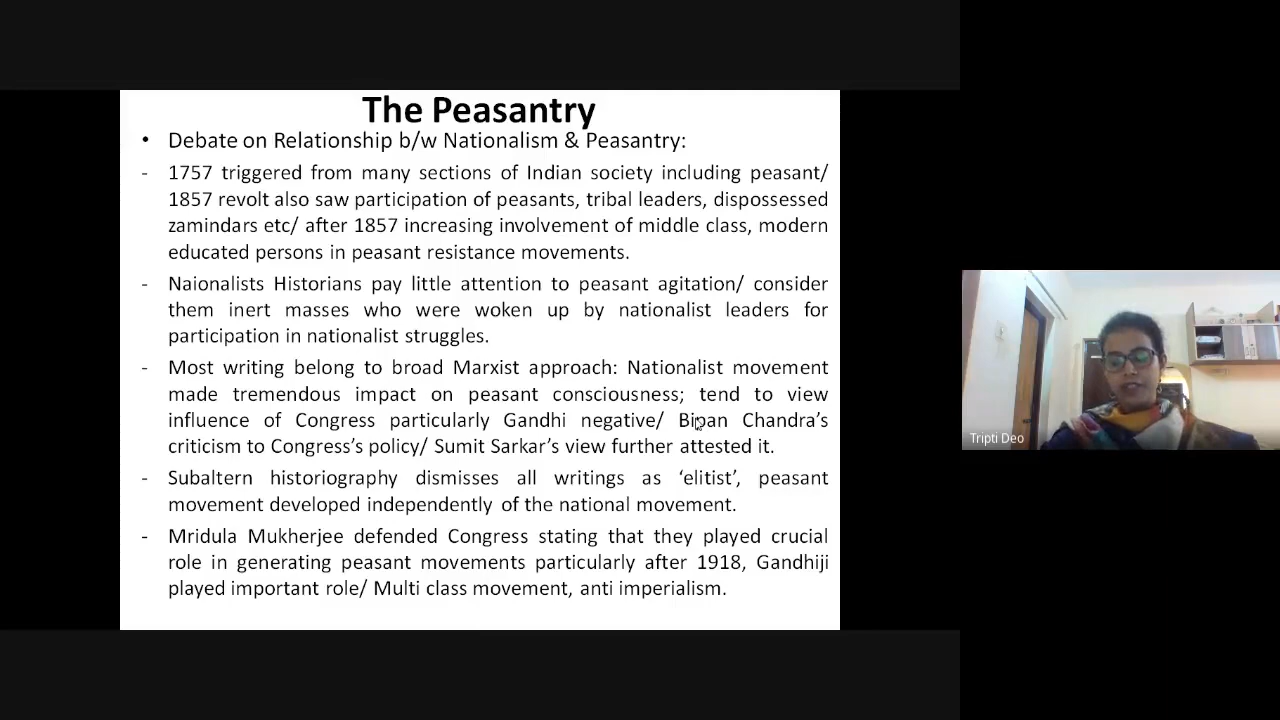 The Peasantry
• Debate on Relationship b/w Nationalism & Peasantry:
- 1757 triggered from many sections of Indian society including peasant/
1857 revolt also saw participation of peasants, tribal leaders, dispossessed
zamindars etc/ after 1857 increasing involvement of middle class, modern
educated persons in peasant resistance movements.
- Naionalists Historians pay little attention to peasant agitation/ consider
them inert masses who were woken up by nationalist leaders for
participation in nationalist struggles.
- Most writing belong to broad Marxist approach: Nationalist movement
made tremendous impact on peasant consciousness; tend to view
influence of Congress particularly Gandhi negative/ Bipan Chandra's
criticism to Congress's policy/ Sumit Sarkar's view further attested it.
- Subaltern historiography dismisses all writings as 'elitist', peasant
movement developed independently of the national movement.
- Mridula Mukherjee defended Congress stating that they played crucial
role in generating peasant movements particularly after 1918, Gandhiji
played important role/ Multi class movement, anti imperialism.
Tripti Deo